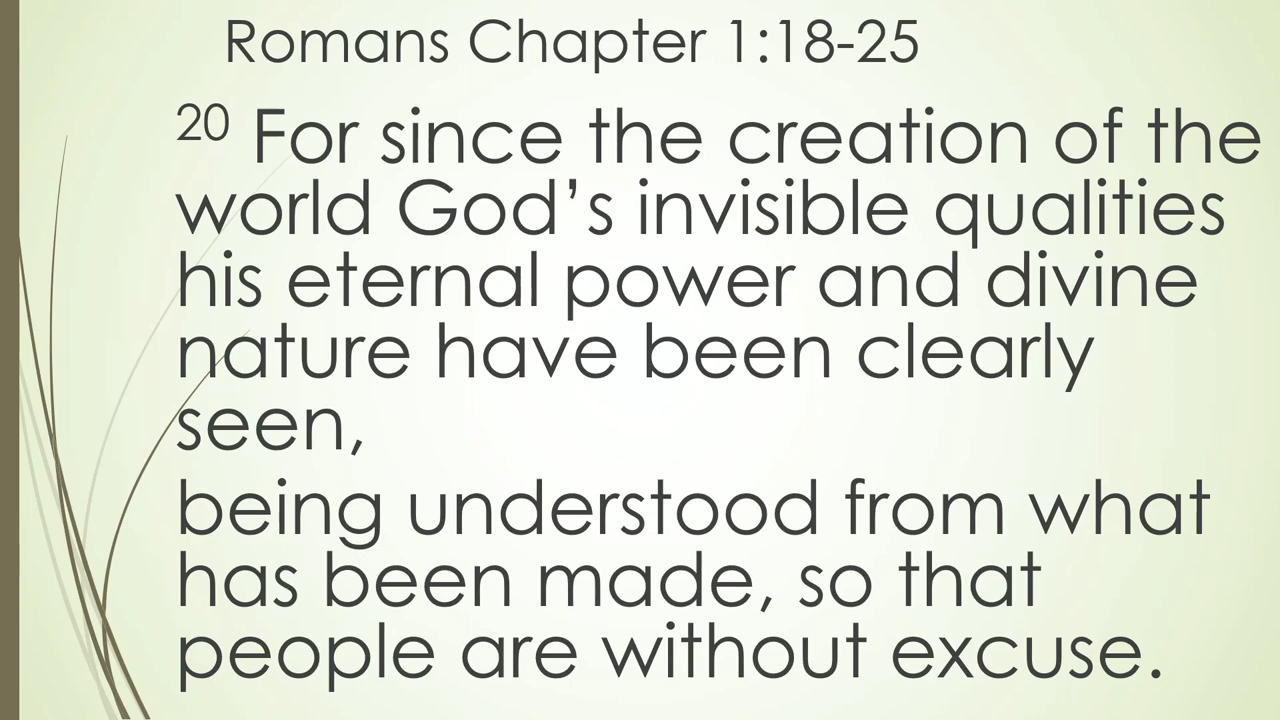 Romans Chapter 1:18-25
20 For since the creation of the
world God’s invisible qualities
his eternal power and divine
nature have been clearly
seen,
being understood from what
has been made, so that
people are without excuse.